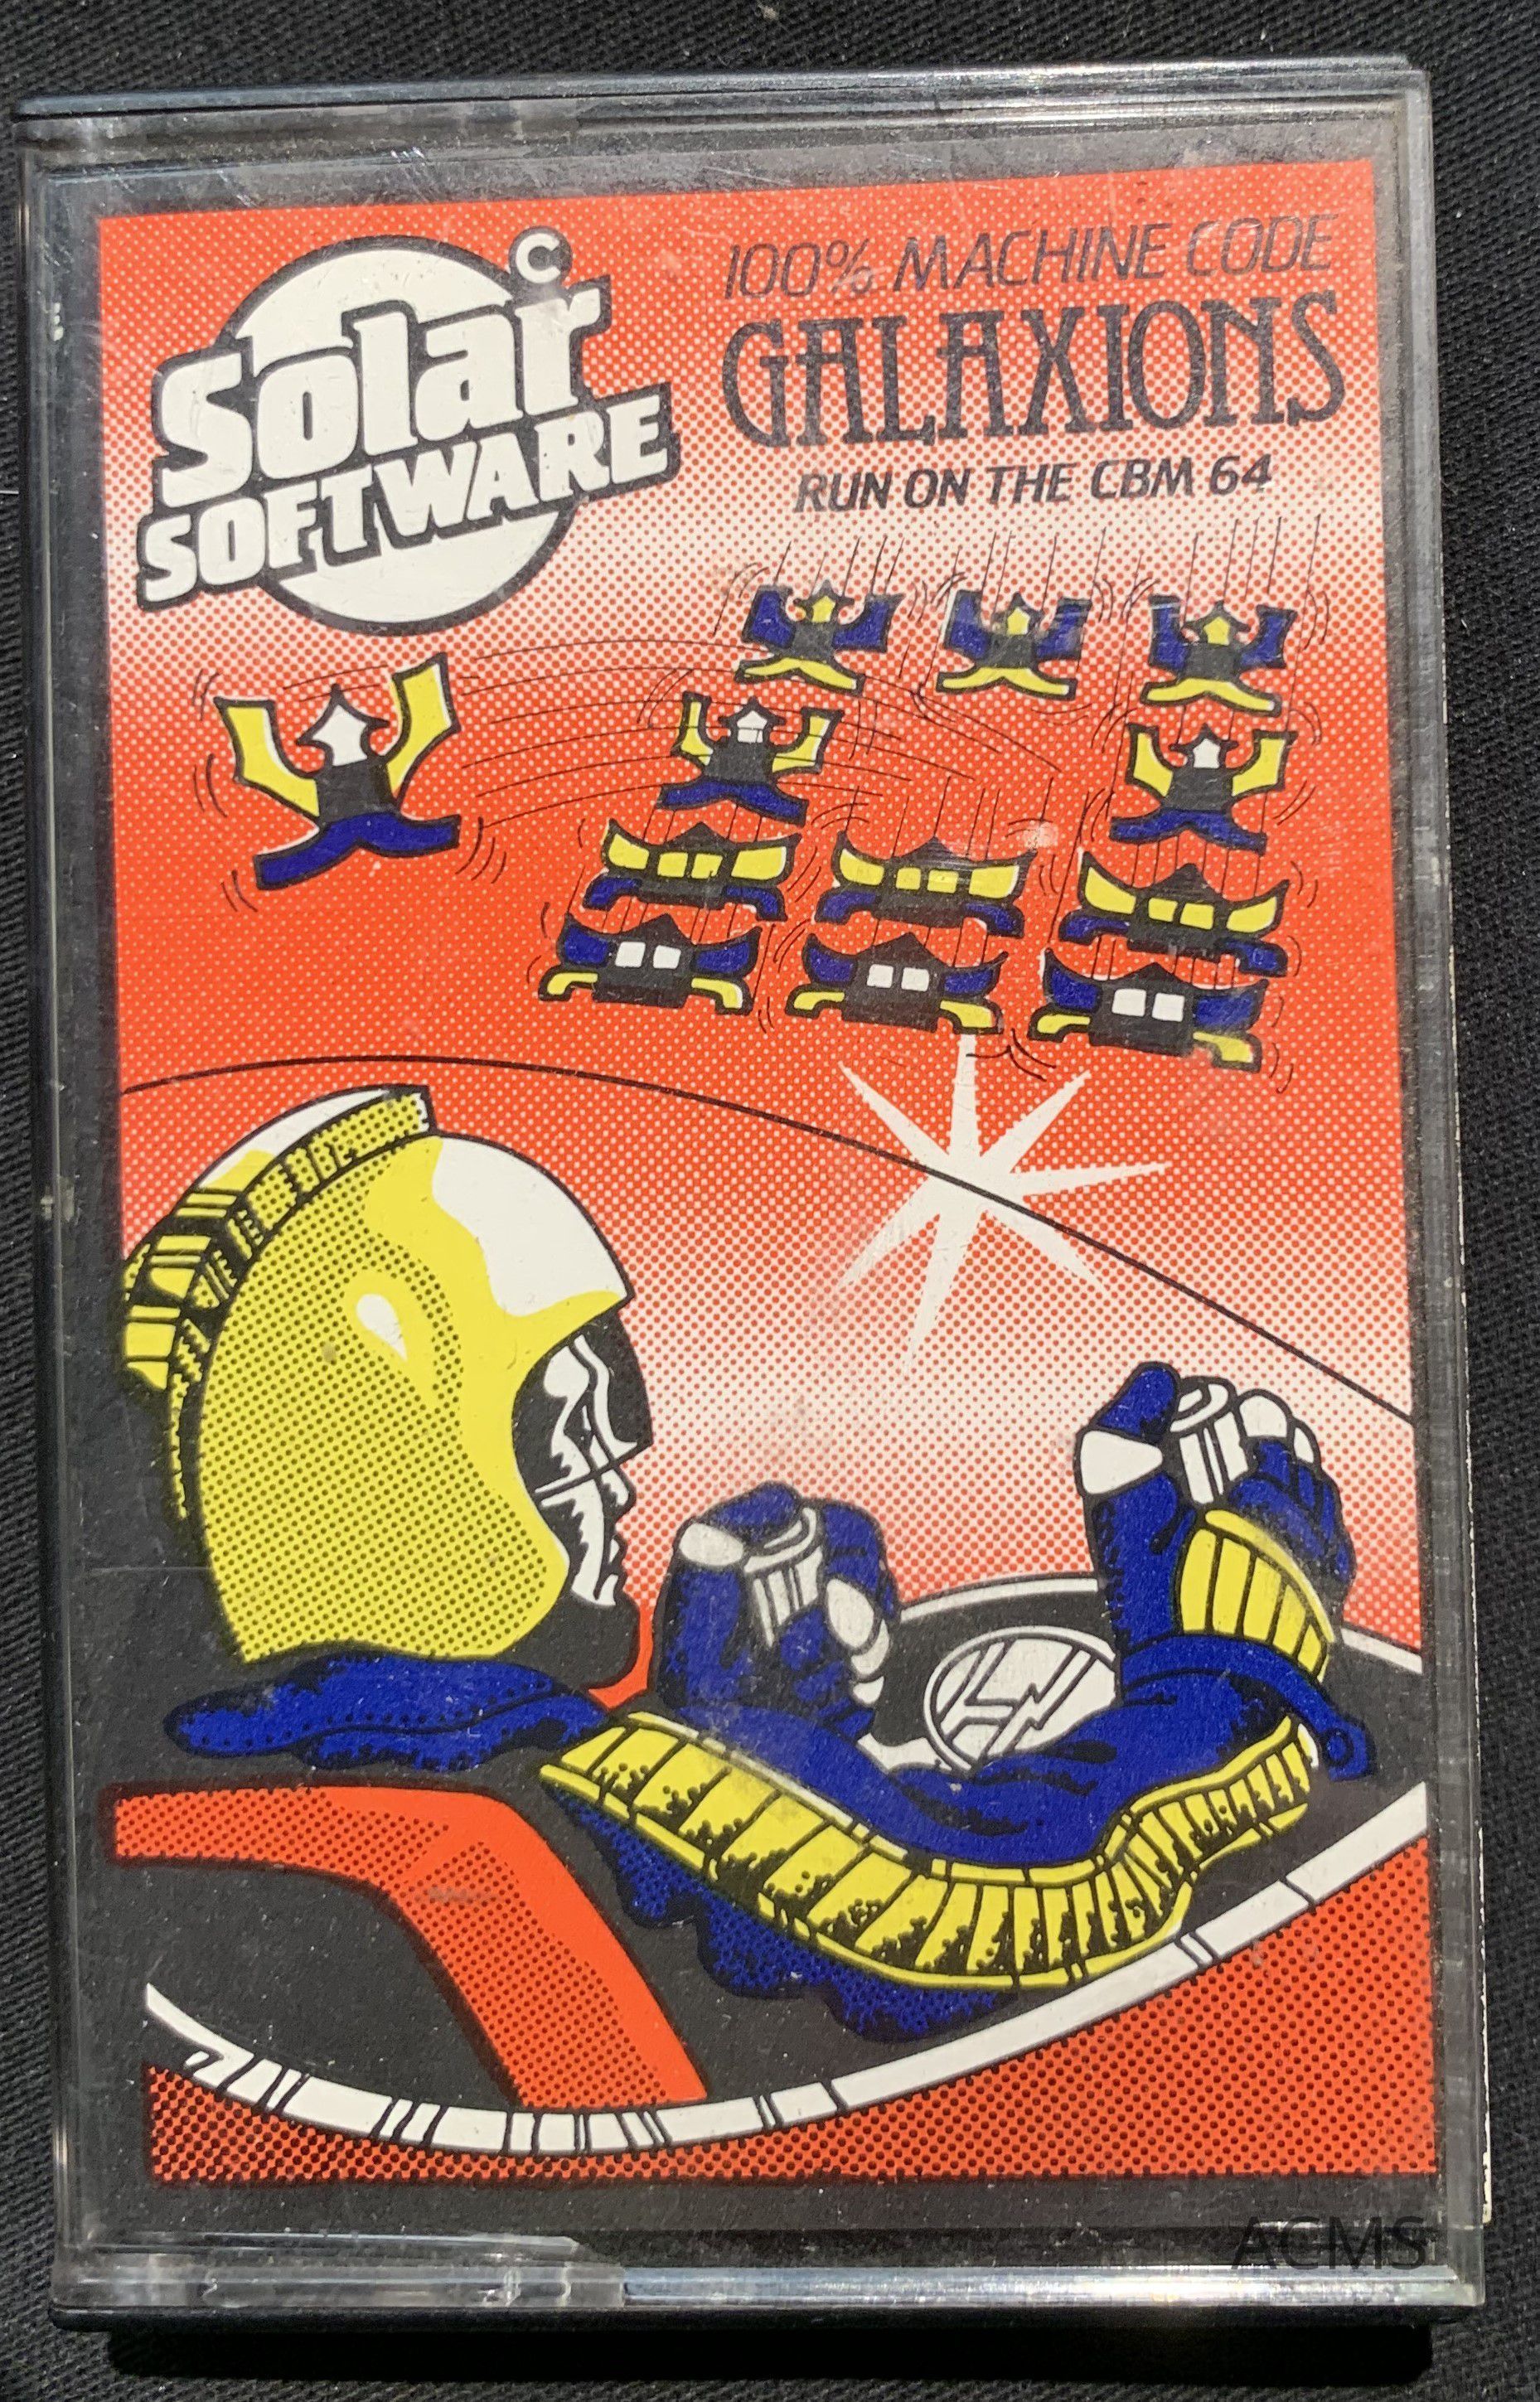 C
Solar
SOFTWARE
100% MACHINE CODE
GALAXIONS
RUN ON THE CBM 64
ACMS